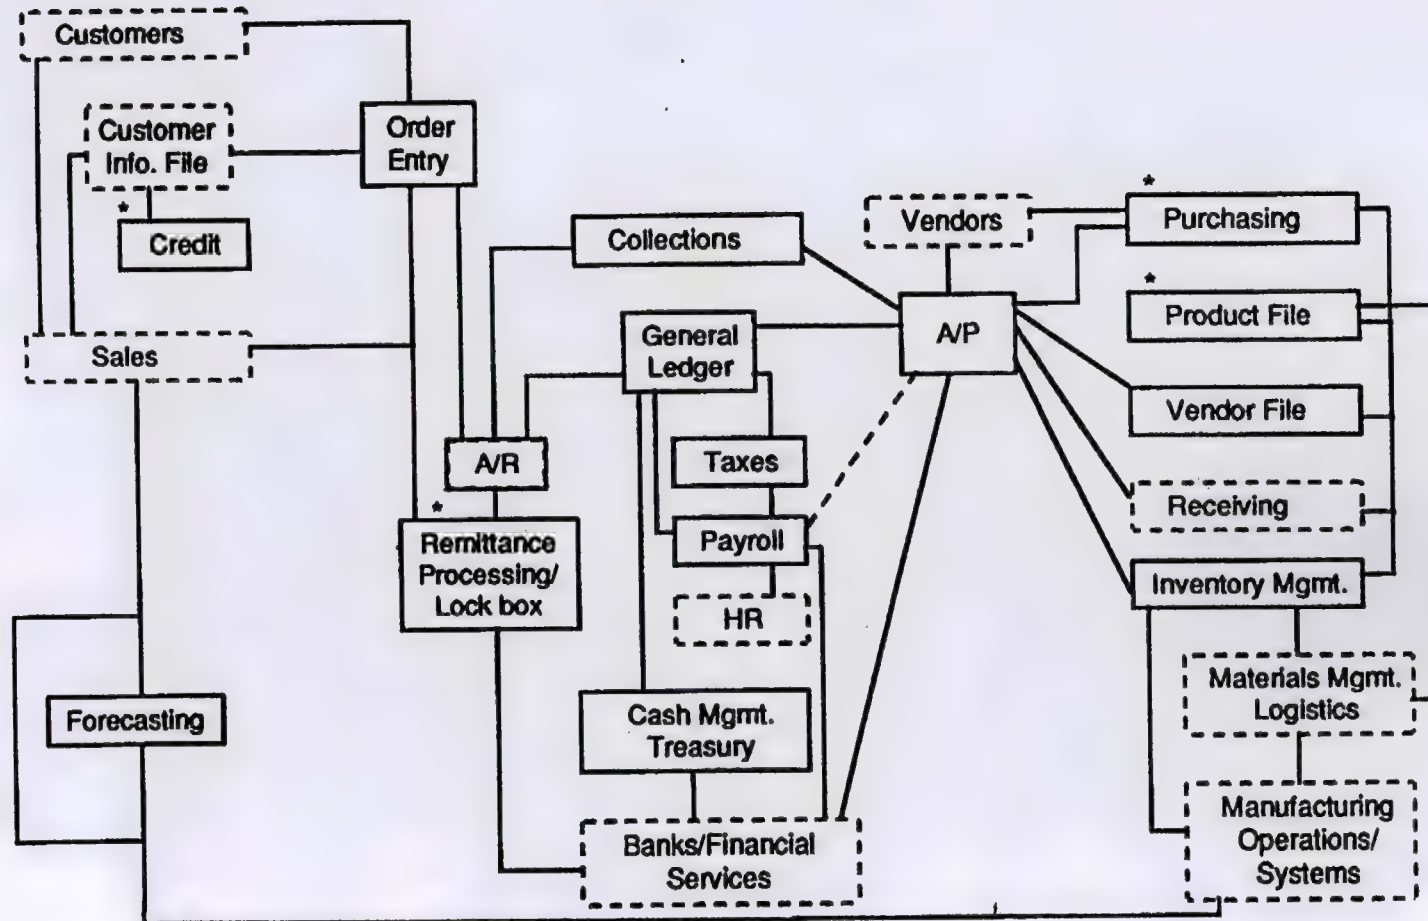 Customers
Customer
Info. File
Order
Entry
*
Credit
Sales
Collections
Vendors
*
Purchasing
*
Product File
General
Ledger
A/P
Vendor File
A/R
Taxes
Receiving
*
Remittance
Processing/
Lock box
Payroll
Inventory Mgmt.
HR
Materials Mgmt.
Logistics
Forecasting
Cash Mgmt.
Treasury
Manufacturing
Operations/
Systems
Banks/Financial
Services